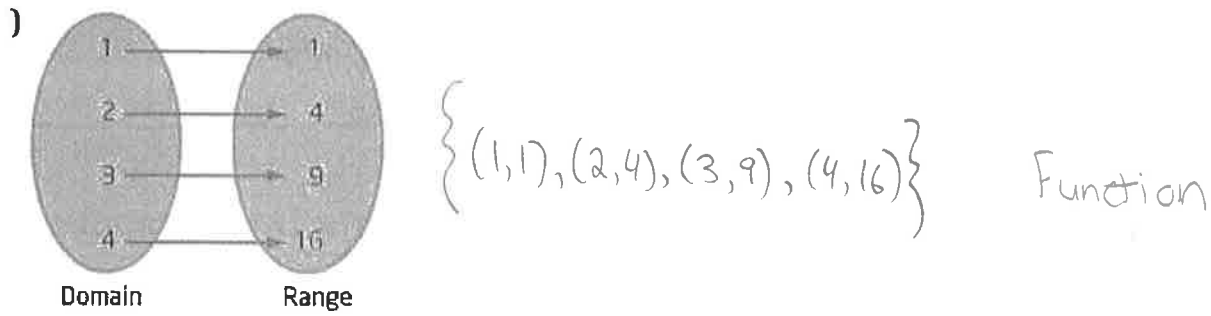 )
1 1
2 4
{(1,1),(2,4),(3,9),(4,16)} Function
3 9
4 16
Domain Range